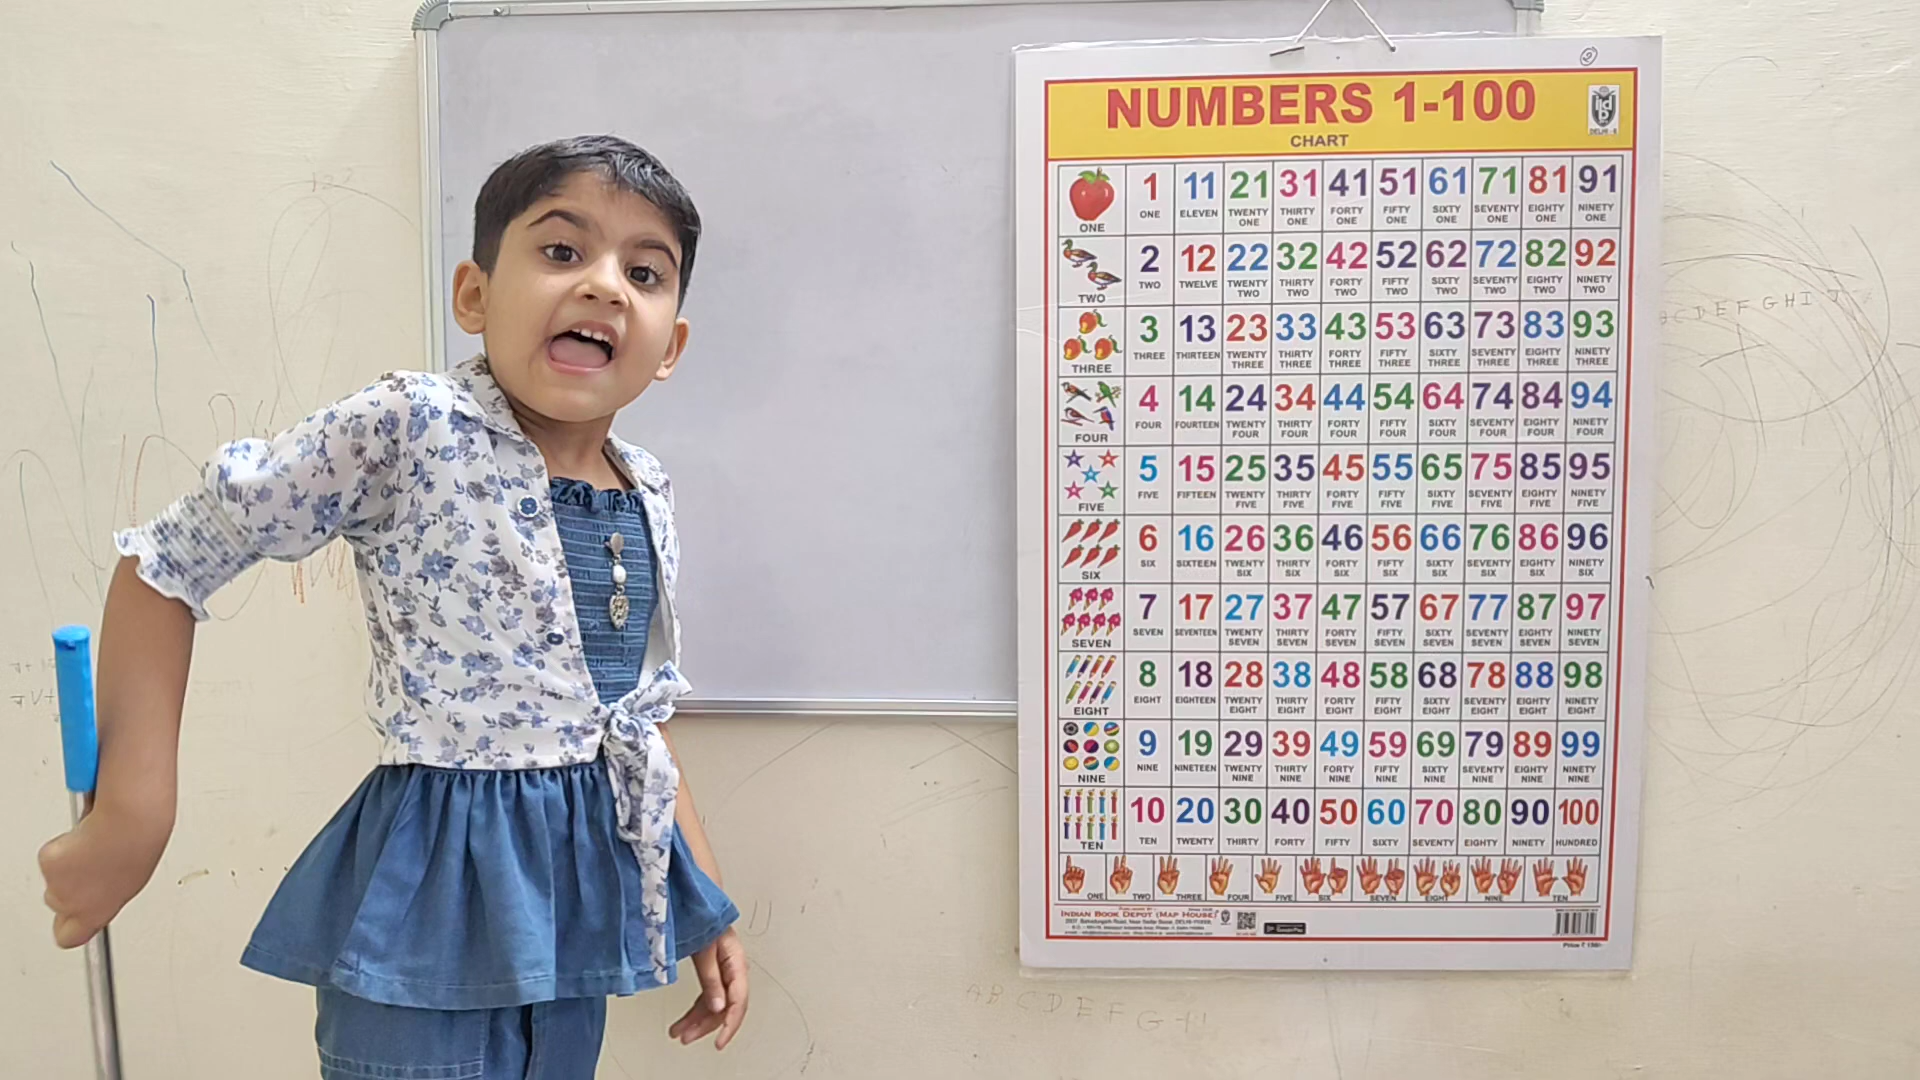 NUMBERS 1-100
CHART
ONE 1 11 21 31 41 51 61 71 81 91
ONE ELEVEN TWENTY ONE THIRTY ONE FORTY ONE FIFTY ONE SIXTY ONE SEVENTY ONE EIGHTY ONE NINETY ONE
TWO 2 12 22 32 42 52 62 72 82 92
TWO TWELVE TWENTY TWO THIRTY TWO FORTY TWO FIFTY TWO SIXTY TWO SEVENTY TWO EIGHTY TWO NINETY TWO
THREE 3 13 23 33 43 53 63 73 83 93
THREE THIRTEEN TWENTY THREE THIRTY THREE FORTY THREE FIFTY THREE SIXTY THREE SEVENTY THREE EIGHTY THREE NINETY THREE
FOUR 4 14 24 34 44 54 64 74 84 94
FOUR FOURTEEN TWENTY FOUR THIRTY FOUR FORTY FOUR FIFTY FOUR SIXTY FOUR SEVENTY FOUR EIGHTY FOUR NINETY FOUR
FIVE 5 15 25 35 45 55 65 75 85 95
FIVE FIFTEEN TWENTY FIVE THIRTY FIVE FORTY FIVE FIFTY FIVE SIXTY FIVE SEVENTY FIVE EIGHTY FIVE NINETY FIVE
SIX 6 16 26 36 46 56 66 76 86 96
SIX SIXTEEN TWENTY SIX THIRTY SIX FORTY SIX FIFTY SIX SIXTY SIX SEVENTY SIX EIGHTY SIX NINETY SIX
SEVEN 7 17 27 37 47 57 67 77 87 97
SEVEN SEVENTEEN TWENTY SEVEN THIRTY SEVEN FORTY SEVEN FIFTY SEVEN SIXTY SEVEN SEVENTY SEVEN EIGHTY SEVEN NINETY SEVEN
EIGHT 8 18 28 38 48 58 68 78 88 98
EIGHT EIGHTEEN TWENTY EIGHT THIRTY EIGHT FORTY EIGHT FIFTY EIGHT SIXTY EIGHT SEVENTY EIGHT EIGHTY EIGHT NINETY EIGHT
NINE 9 19 29 39 49 59 69 79 89 99
NINE NINETEEN TWENTY NINE THIRTY NINE FORTY NINE FIFTY NINE SIXTY NINE SEVENTY NINE EIGHTY NINE NINETY NINE
TEN 10 20 30 40 50 60 70 80 90 100
TEN TWENTY THIRTY FORTY FIFTY SIXTY SEVENTY EIGHTY NINETY HUNDRED
ONE TWO THREE FOUR FIVE SIX SEVEN EIGHT NINE TEN
INDIAN BOOK DEPOT (MAP HOUSE)
C D E F G H I J
A B C D E F G H